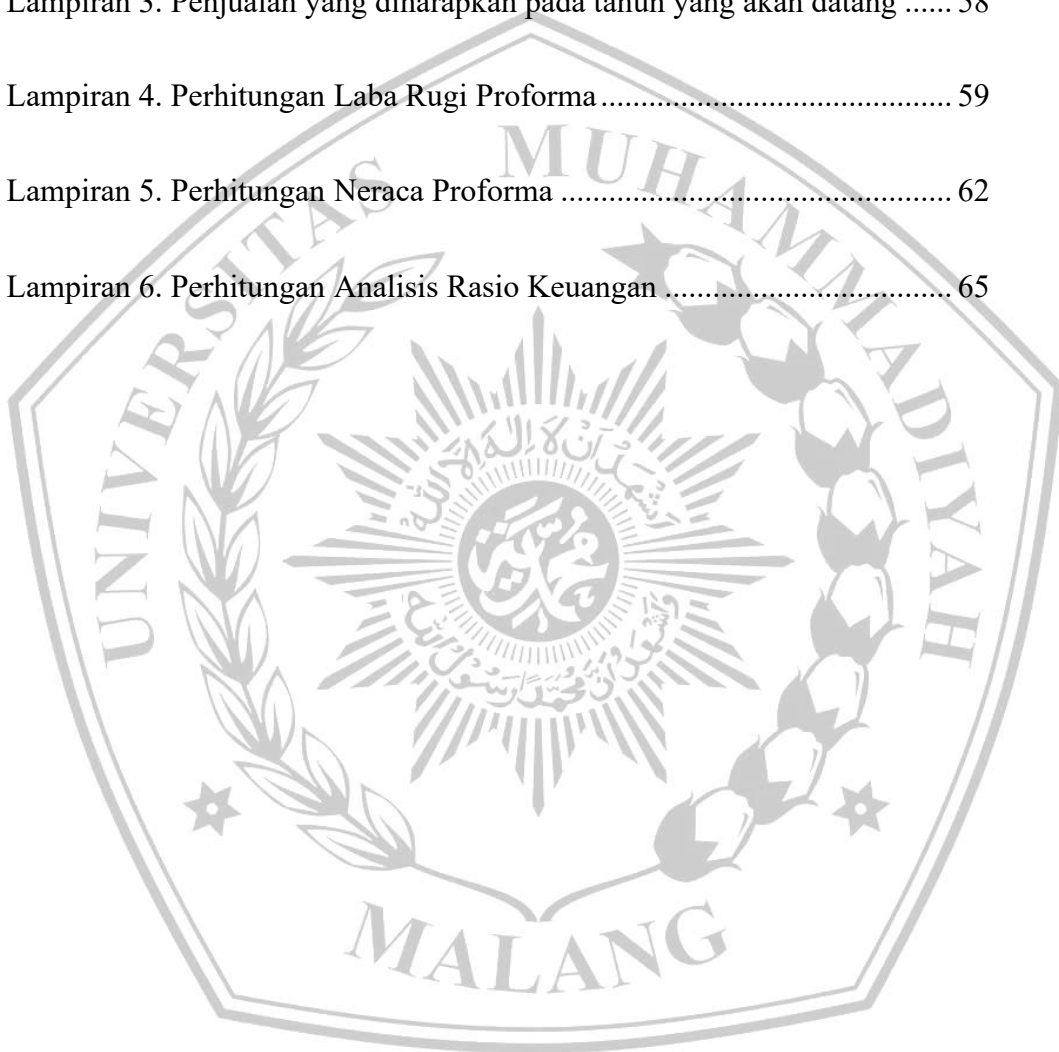 Lampiran 3. Penjualan yang diharapkan pada tahun yang akan datang ...... 58
Lampiran 4. Perhitungan Laba Rugi Proforma ............................................ 59
Lampiran 5. Perhitungan Neraca Proforma ................................................. 62
Lampiran 6. Perhitungan Analisis Rasio Keuangan .................................... 65
UNIVERSITAS MUHAMMADIYAH
MALANG